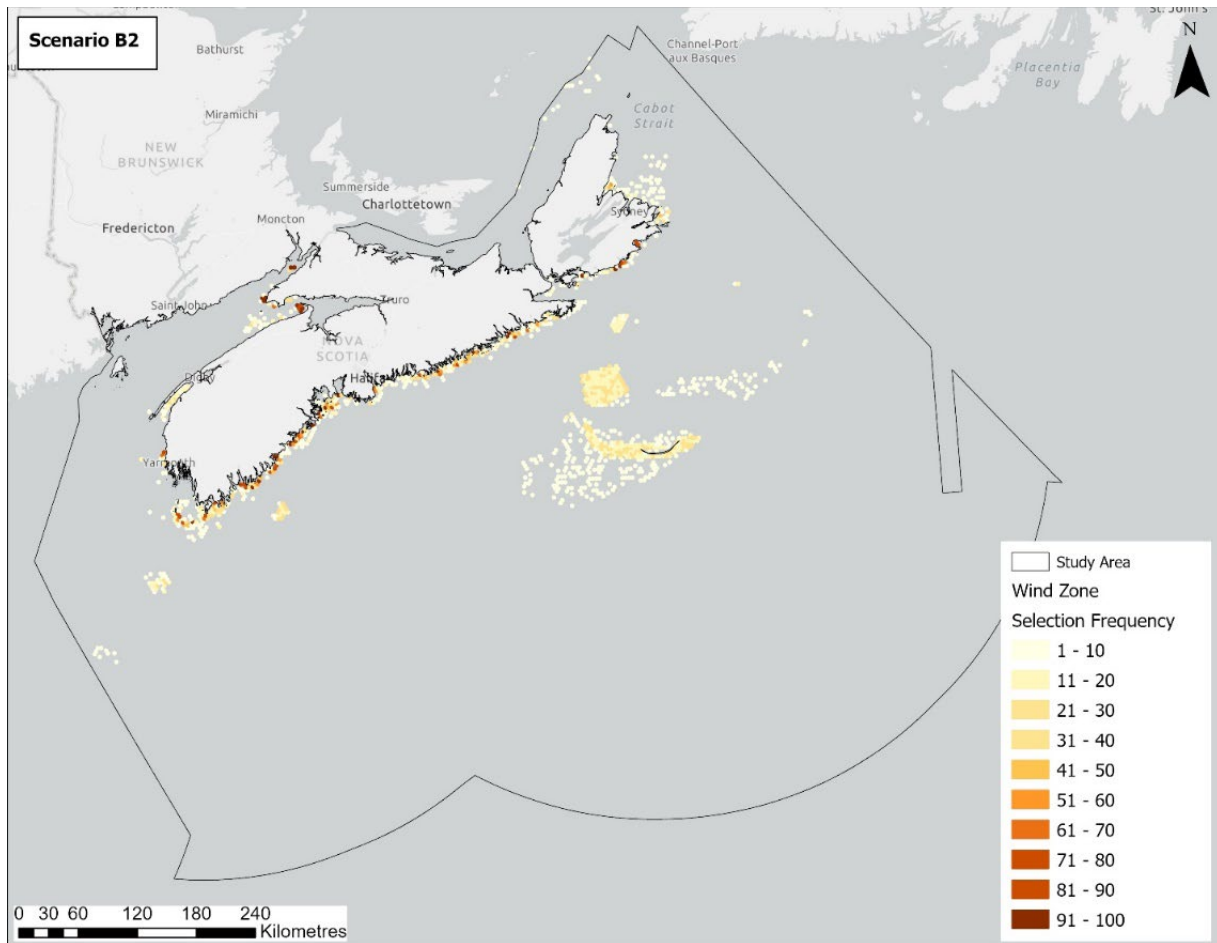 Scenario B2
Bathurst
Miramichi
NEW
BRUNSWICK
Summerside
Charlottetown
Moncton
Fredericton
Saint John
Truro
NOVA
SCOTIA
Digby
Yarmouth
Sydney
Channel-Port
aux Basques
Cabot
Strait
Placentia
Bay
St. John's
N
Study Area
Wind Zone
Selection Frequency
1 - 10
11 - 20
21 - 30
31 - 40
41 - 50
51 - 60
61 - 70
71 - 80
81 - 90
91 - 100
0 30 60 120 180 240
Kilometres